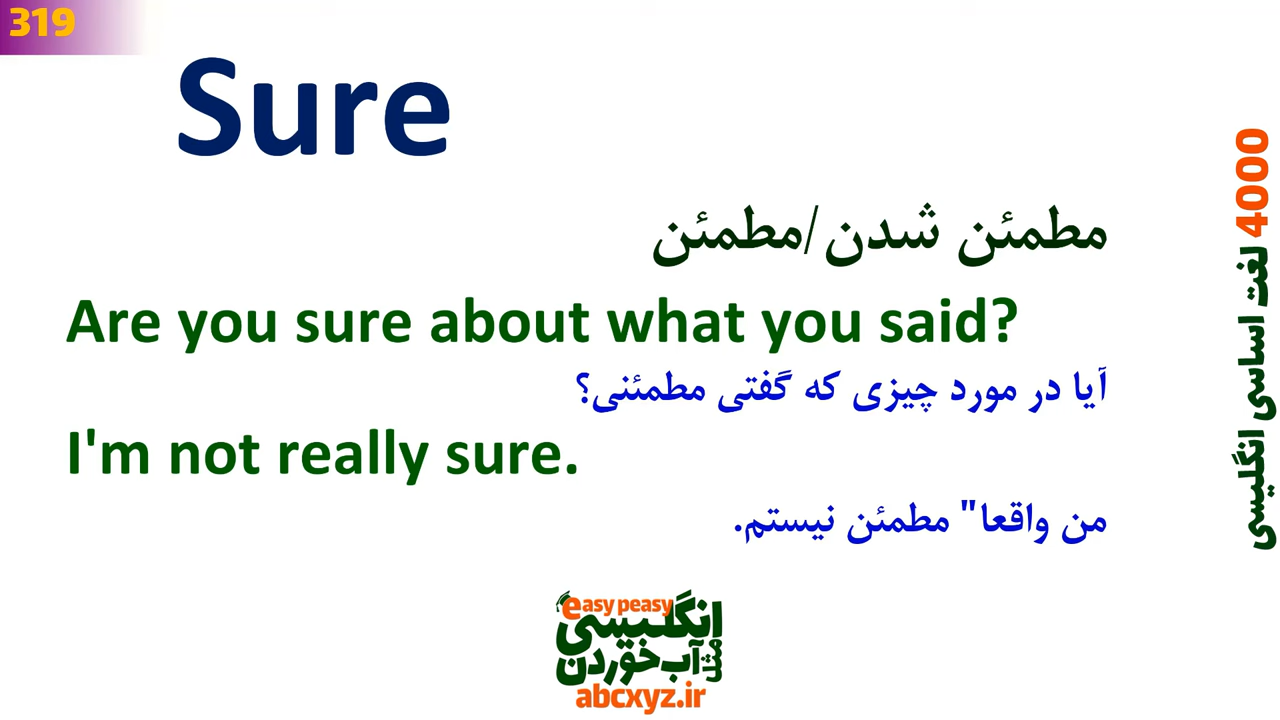 319
Sure
مطمئن شدن/مطمئن
Are you sure about what you said?
آیا در مورد چیزی که گفتی مطمئنی؟
I'm not really sure.
من واقعا" مطمئن نیستم.
4000 لغت اساسی انگلیسی
easy peasy
انگلیسی
مثل آب خوردن
abcxyz.ir